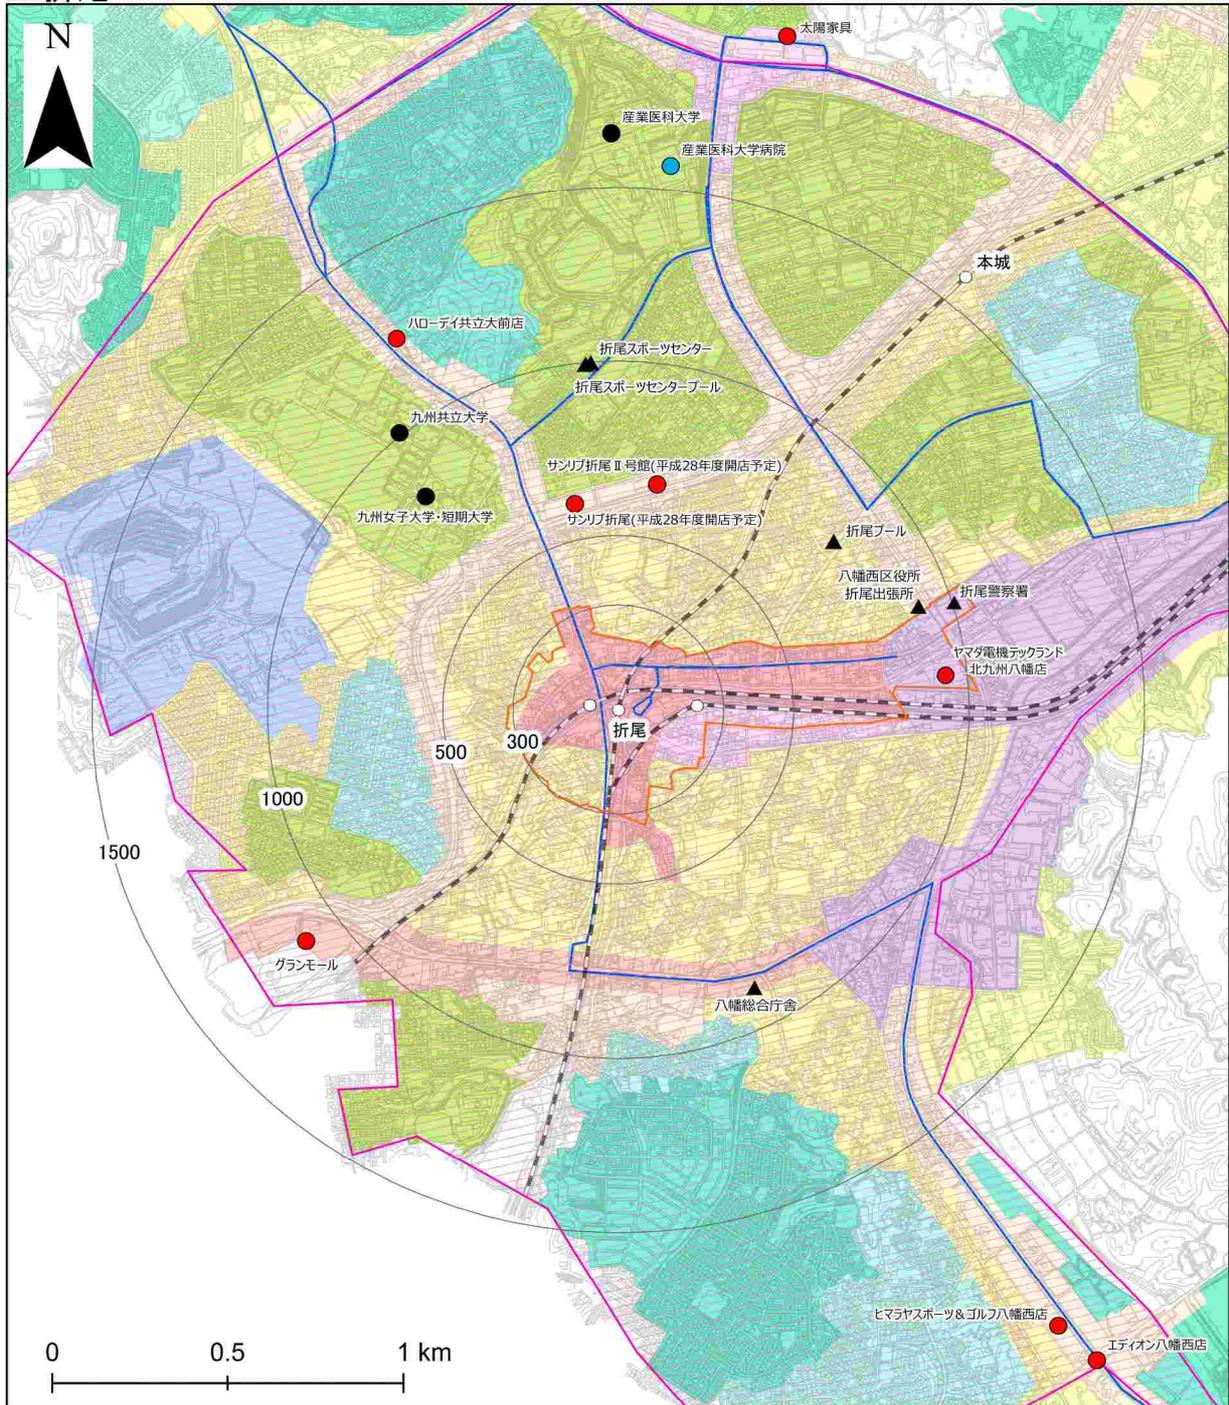 N
太陽家具
産業医科大学
産業医科大学病院
本城
ハローデイ共立大前店
折尾スポーツセンター
折尾スポーツセンタープール
九州共立大学
サンリブ折尾Ⅱ号館(平成28年度開店予定)
九州女子大学・短期大学
サンリブ折尾(平成28年度開店予定)
折尾プール
八幡西区役所
折尾出張所
折尾警察署
ヤマダ電機テックランド
北九州八幡店
折尾
300
500
1000
1500
グランモール
八幡総合庁舎
ヒマラヤスポーツ&ゴルフ八幡西店
エディオン八幡西店
0 0.5 1 km